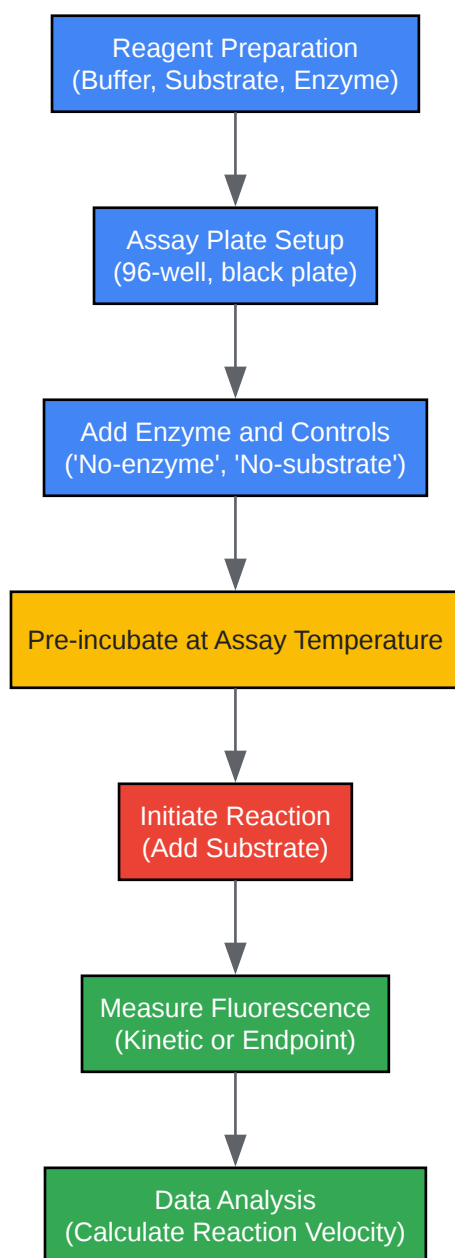 Reagent Preparation
(Buffer, Substrate, Enzyme)
Assay Plate Setup
(96-well, black plate)
Add Enzyme and Controls
('No-enzyme', 'No-substrate')
Pre-incubate at Assay Temperature
Initiate Reaction
(Add Substrate)
Measure Fluorescence
(Kinetic or Endpoint)
Data Analysis
(Calculate Reaction Velocity)